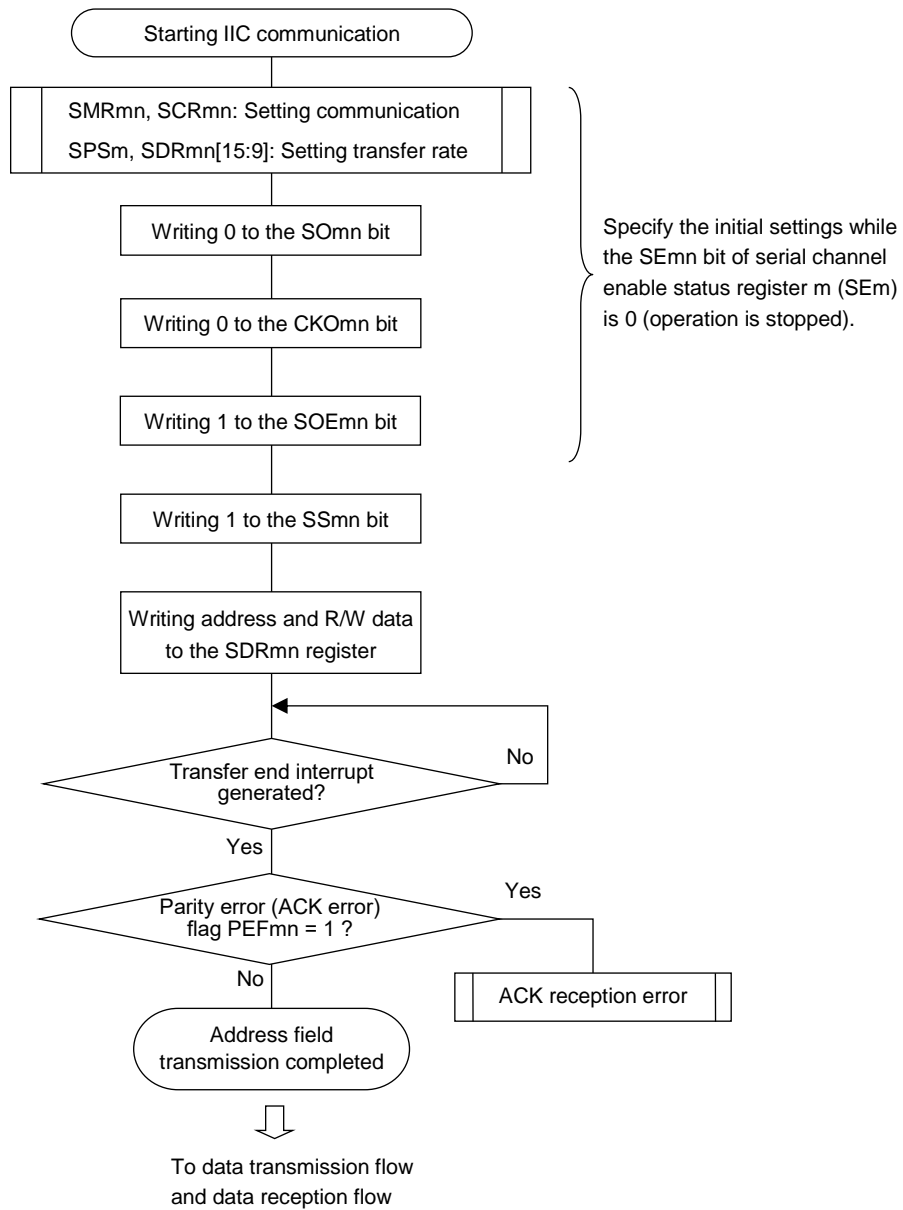 Starting IIC communication
SMRmn, SCRmn: Setting communication
SPSm, SDRmn[15:9]: Setting transfer rate
Writing 0 to the SOmn bit
Specify the initial settings while
the SEmn bit of serial channel
enable status register m (SEm)
is 0 (operation is stopped).
Writing 0 to the CKOmn bit
Writing 1 to the SOEmn bit
Writing 1 to the SSmn bit
Writing address and R/W data
to the SDRmn register
Transfer end interrupt
generated?
No
Yes
Parity error (ACK error)
flag PEFmn = 1 ?
Yes
No
ACK reception error
Address field
transmission completed
To data transmission flow
and data reception flow